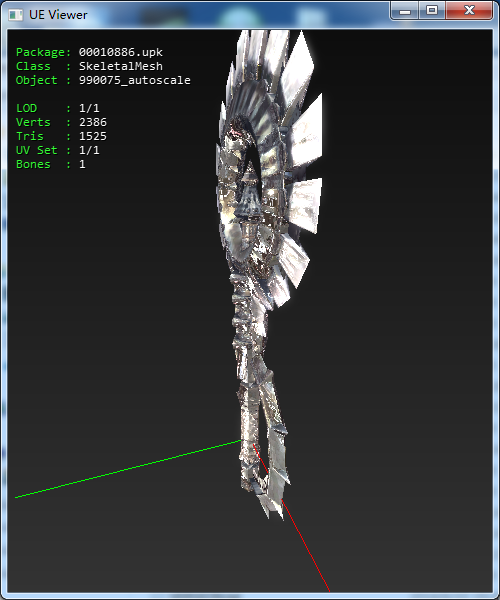 UE Viewer
Package: 00010886.upk
Class : SkeletalMesh
Object : 990075_autoscale
LOD : 1/1
Verts : 2386
Tris : 1525
UV Set : 1/1
Bones : 1